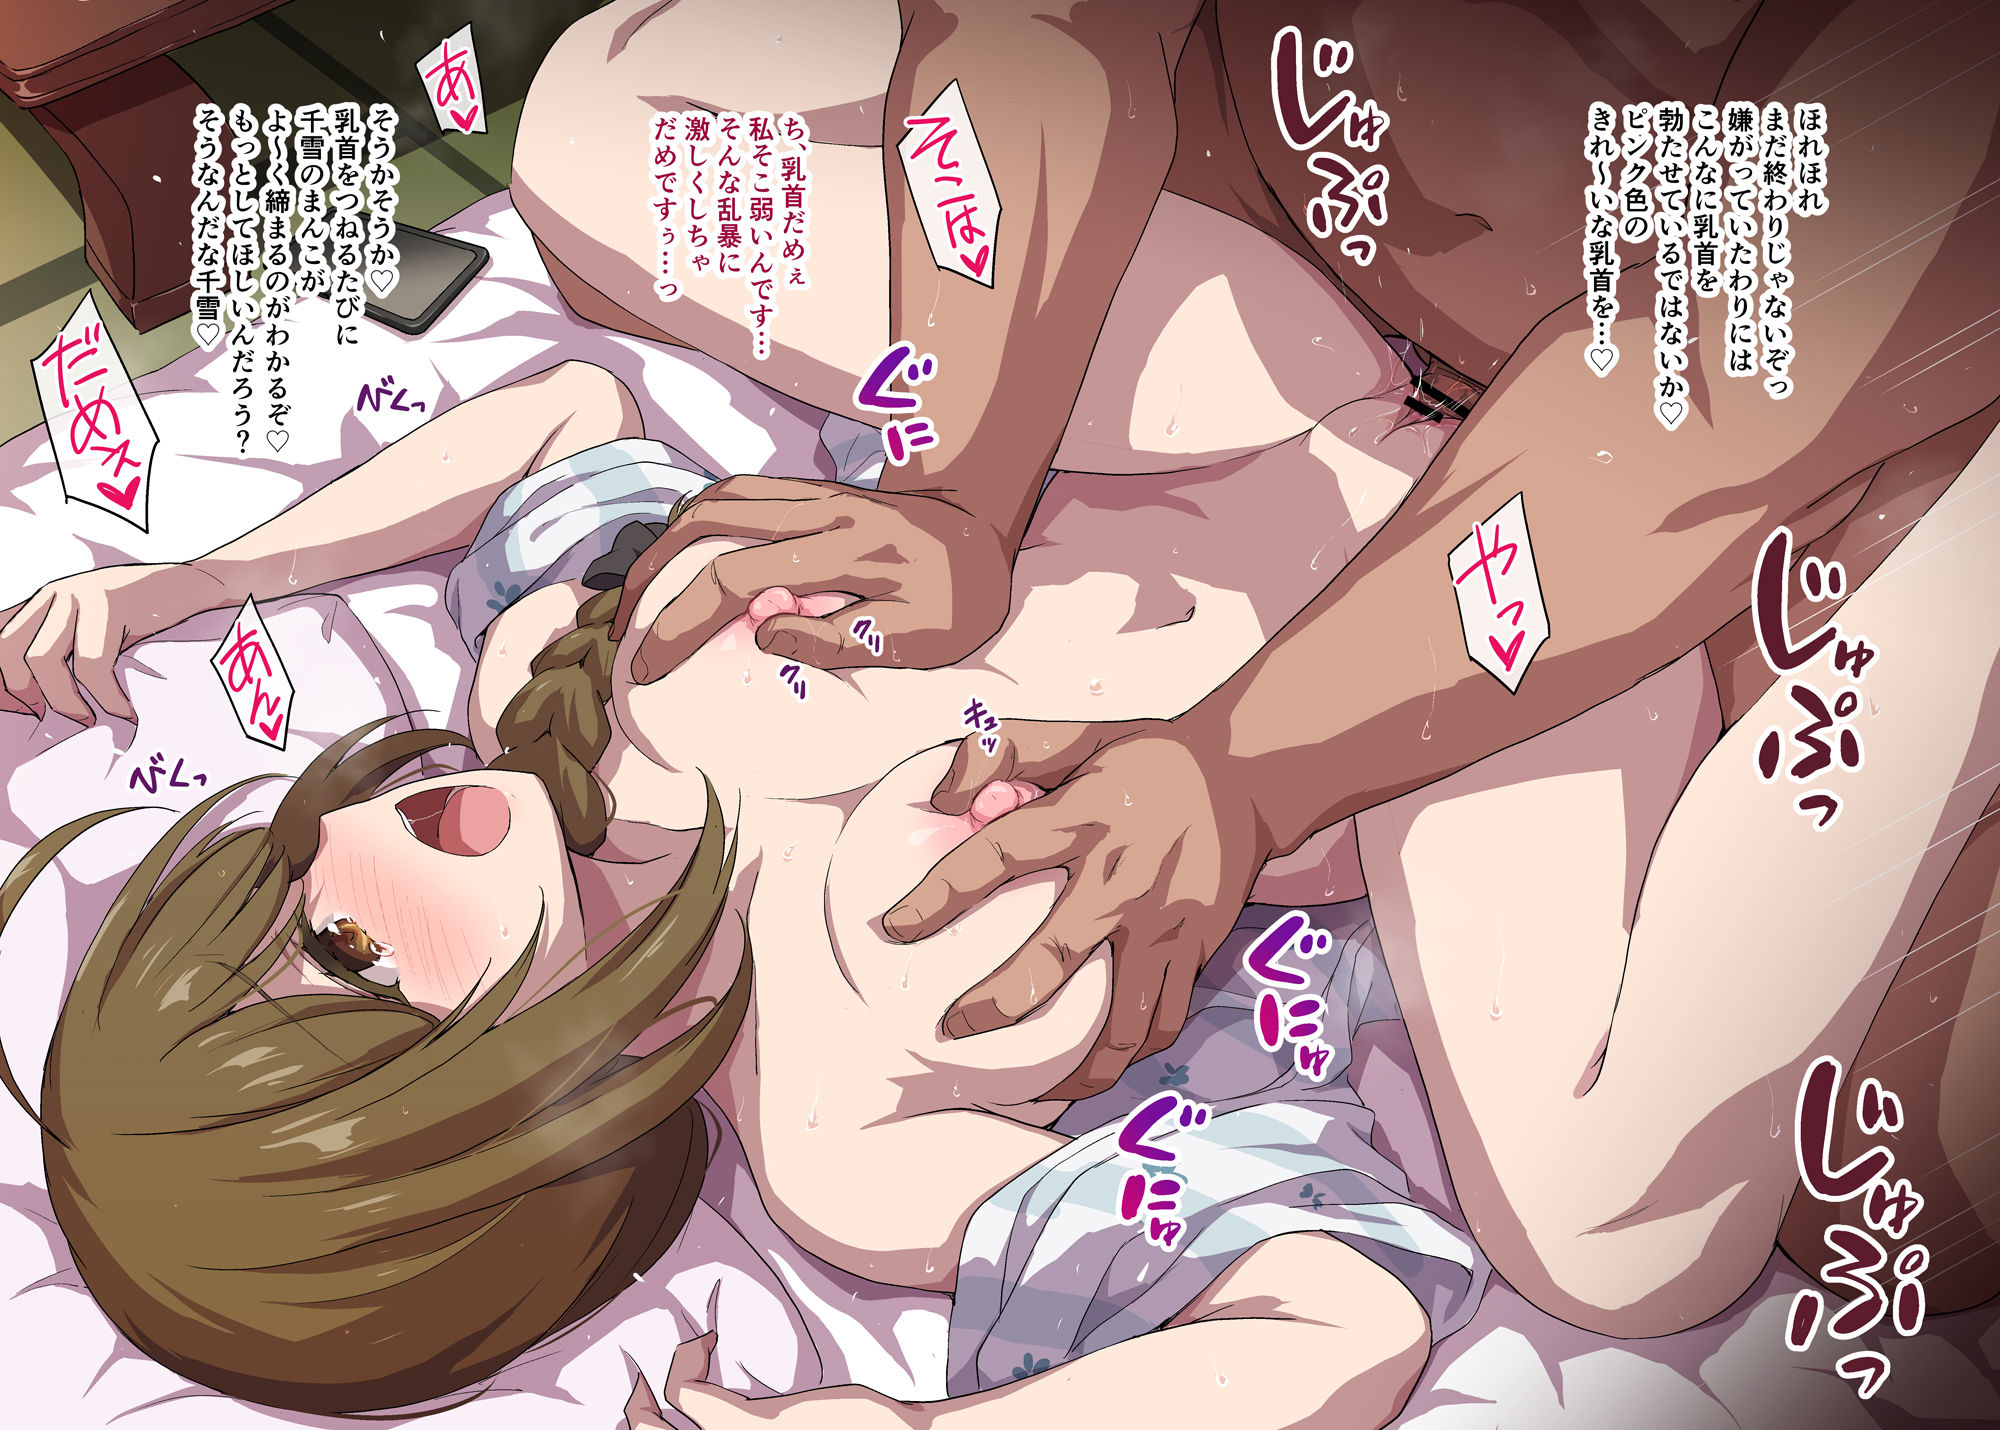 ほれほれ
まだ終わりじゃないぞっ
嫌がっていたわりには
こんなに乳首を
勃たせているではないか♡
ピンク色の
きれ～いな乳首を…♡
じゅぷっ
やっ♥
じゅぷっ
じゅぷっ
そこは♥
ち、乳首だめぇ
私そこ弱いんです…
そんな乱暴に
激しくしちゃ
だめですぅ……っ
ぐに
クリ
クリ
キュッ
ぐにゅ
ぐにゅ
あ♥
そうかそうか♡
乳首をつねるたびに
千雪のまんこが
よ～く締まるのがわかるぞ♡
もっとしてほしいんだろう？
そうなんだな千雪♡
びくっ
だめぇ♥
あん♥
びくっ